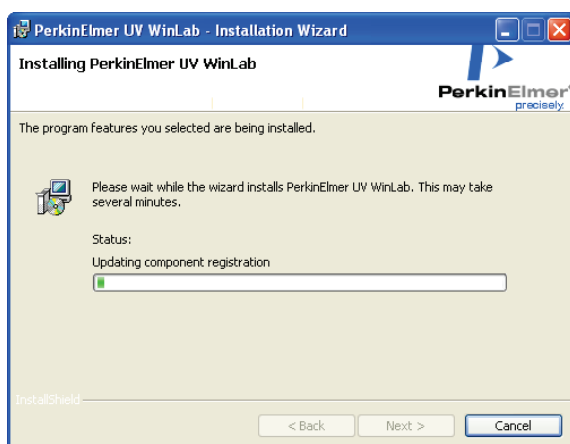 PerkinElmer UV WinLab - Installation Wizard
Installing PerkinElmer UV WinLab
PerkinElmer
precisely.
The program features you selected are being installed.
Please wait while the wizard installs PerkinElmer UV WinLab. This may take
several minutes.
Status:
Updating component registration
InstallShield
< Back
Next >
Cancel